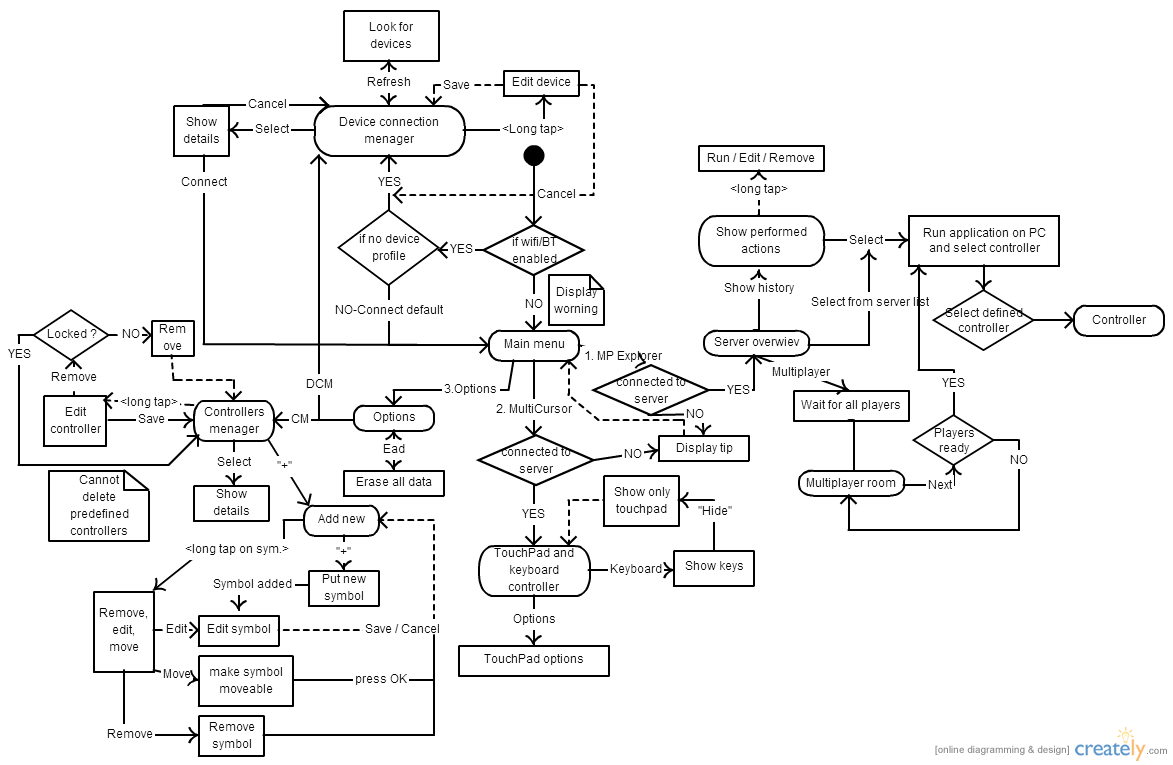 Look for
devices
Refresh
Save
Edit device
Cancel
Show
details
Select
Device connection
menager
<Long tap>
Connect
YES
Cancel
Run / Edit / Remove
<long tap>
if no device
profile
YES
if wifi/BT
enabled
Show performed
actions
Select
Run application on PC
and select controller
NO
Display
worning
Show history
Select from server list
NO-Connect default
Select defined
controller
Controller
Locked ?
NO
Rem
ove
YES
Main menu
1. MP Explorer
Server overwiev
Remove
DCM
3.Options
connected to
server
YES
Multiplayer
YES
<long tap>
Edit
controller
Save
Controllers
menager
CM
Options
2. MultiCursor
NO
Wait for all players
Players
ready
NO
Ead
Display tip
connected to
server
NO
Select
"+"
Cannot
delete
predefined
controllers
Show
details
Erase all data
Multiplayer room
Next
Show only
touchpad
"Hide"
YES
Add new
<long tap on sym.>
"+"
TouchPad and
keyboard
controller
Keyboard
Show keys
Symbol added
Put new
symbol
Options
Remove,
edit,
move
Edit
Edit symbol
Save / Cancel
TouchPad options
Move
make symbol
moveable
press OK
Remove
Remove
symbol
[online diagramming & design]
creately.com